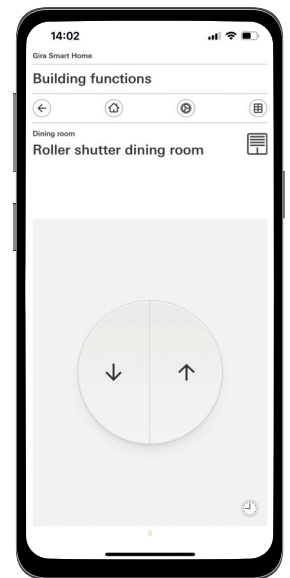 14:02
Gira Smart Home
Building functions
Dining room
Roller shutter dining room